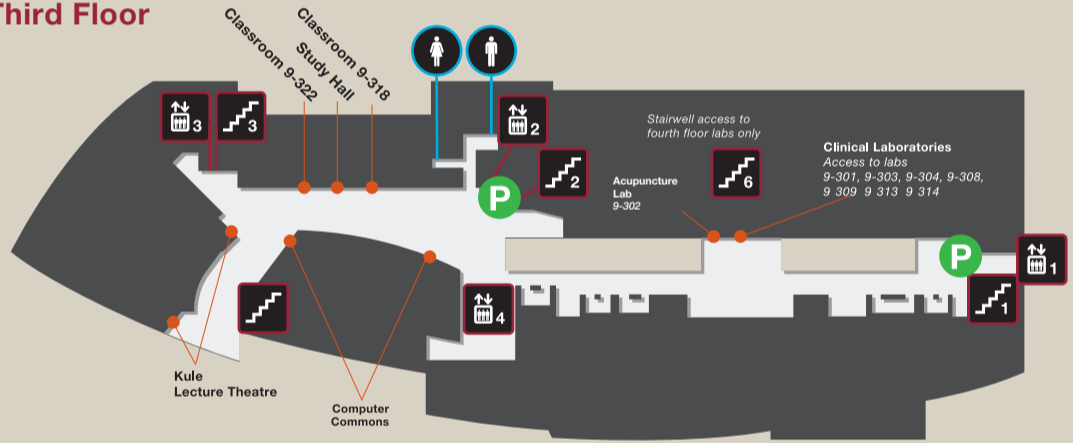 Third Floor
Classroom 9-322
Study Hall
Classroom 9-318
3
3
2
2
P
Stairwell access to
fourth floor labs only
6
Acupuncture
Lab
9-302
Clinical Laboratories
Access to labs
9-301, 9-303, 9-304, 9-308,
9 309 9 313 9 314
P
1
1
4
Kule
Lecture Theatre
Computer
Commons